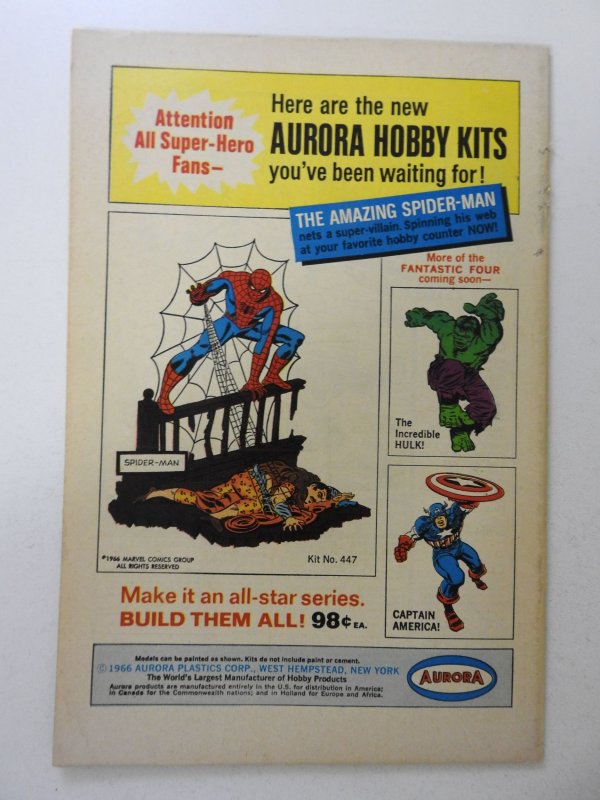 Attention
All Super-Hero
Fans—
Here are the new
AURORA HOBBY KITS
you've been waiting for!
THE AMAZING SPIDER-MAN
nets a super-villain. Spinning his web
at your favorite hobby counter NOW!
More of the
FANTASTIC FOUR
coming soon—
The
Incredible
HULK!
SPIDER-MAN
©1966 MARVEL COMICS GROUP
ALL RIGHTS RESERVED
Kit No. 447
CAPTAIN
AMERICA!
Make it an all-star series.
BUILD THEM ALL! 98¢ EA.
Models can be painted as shown. Kits do not include paint or cement.
© 1966 AURORA PLASTICS CORP., WEST HEMPSTEAD, NEW YORK
The World's Largest Manufacturer of Hobby Products
Aurora products are manufactured entirely in the U.S. for distribution in America;
in Canada for the Commonwealth nations; and in Holland for Europe and Africa.
AURORA